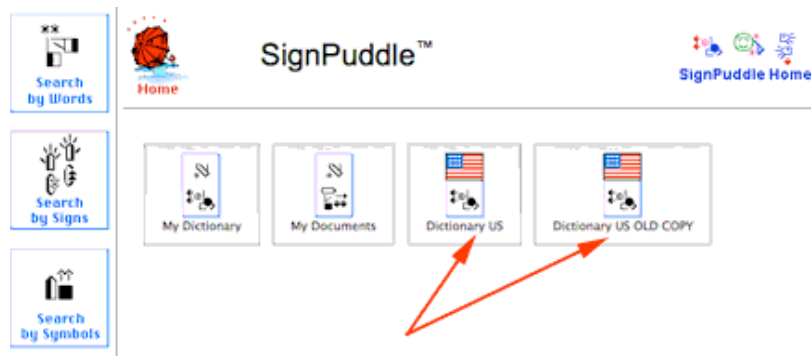 Search
by Words
Search
by Signs
Search
by Symbols
Home
SignPuddle™
SignPuddle Home
My Dictionary
My Documents
Dictionary US
Dictionary US OLD COPY